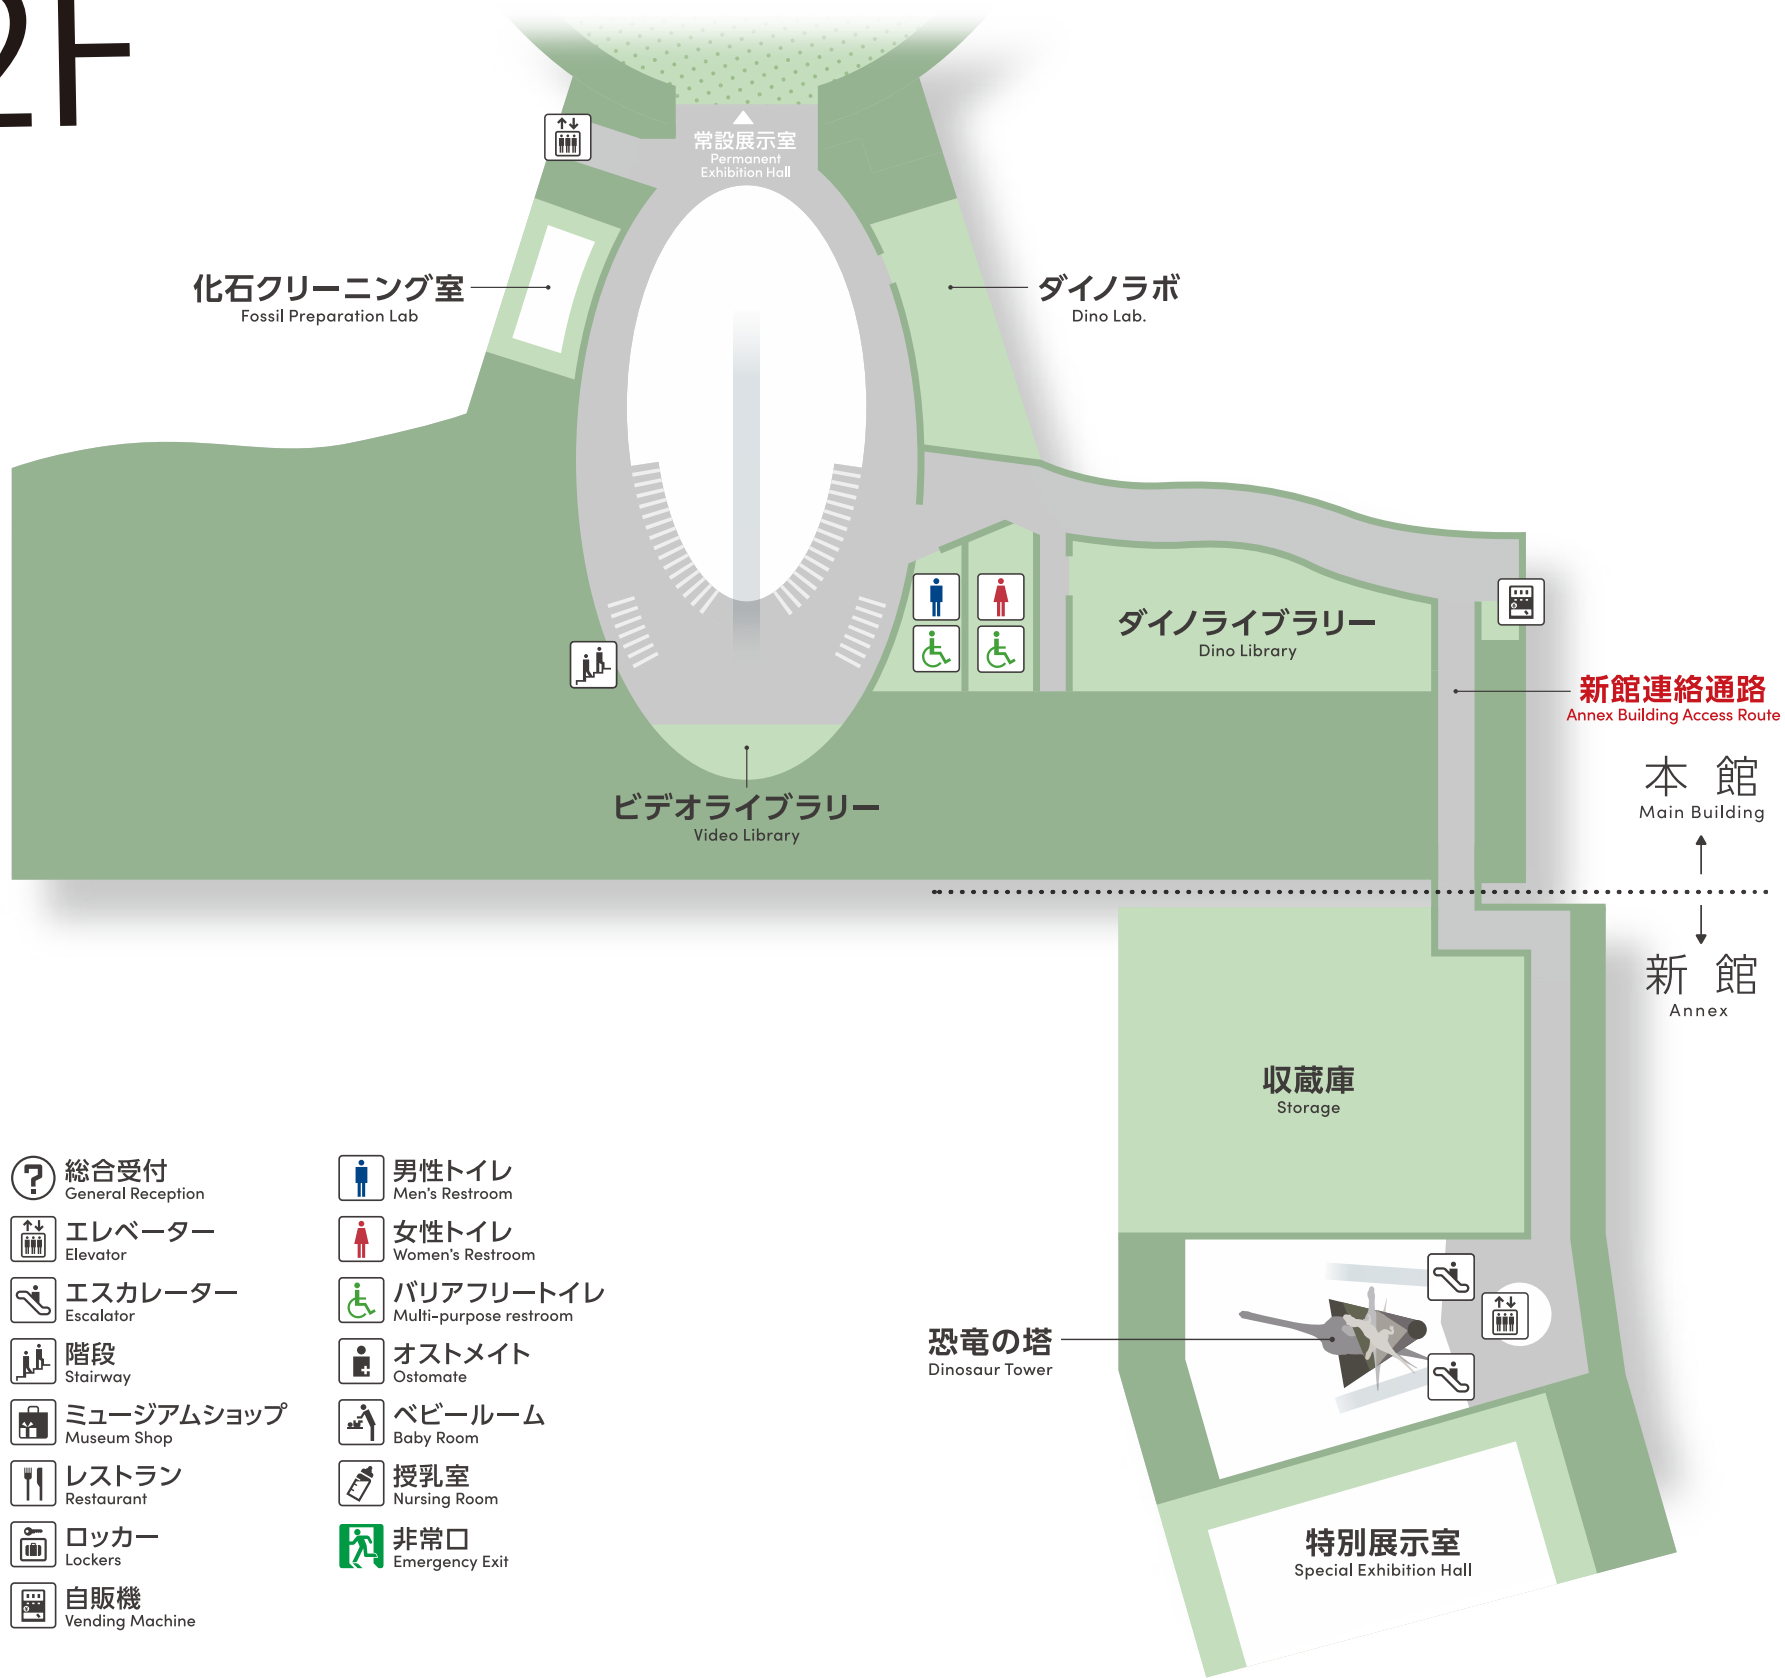 2F
常設展示室
Permanent
Exhibition Hall
化石クリーニング室
Fossil Preparation Lab
ダイノラボ
Dino Lab.
ダイノライブラリー
Dino Library
新館連絡通路
Annex Building Access Route
本館
Main Building
ビデオライブラリー
Video Library
新館
Annex
収蔵庫
Storage
恐竜の塔
Dinosaur Tower
特別展示室
Special Exhibition Hall
総合受付
General Reception
エレベーター
Elevator
エスカレーター
Escalator
階段
Stairway
ミュージアムショップ
Museum Shop
レストラン
Restaurant
ロッカー
Lockers
自販機
Vending Machine
男性トイレ
Men's Restroom
女性トイレ
Women's Restroom
バリアフリートイレ
Multi-purpose restroom
オストメイト
Ostomate
ベビールーム
Baby Room
授乳室
Nursing Room
非常口
Emergency Exit